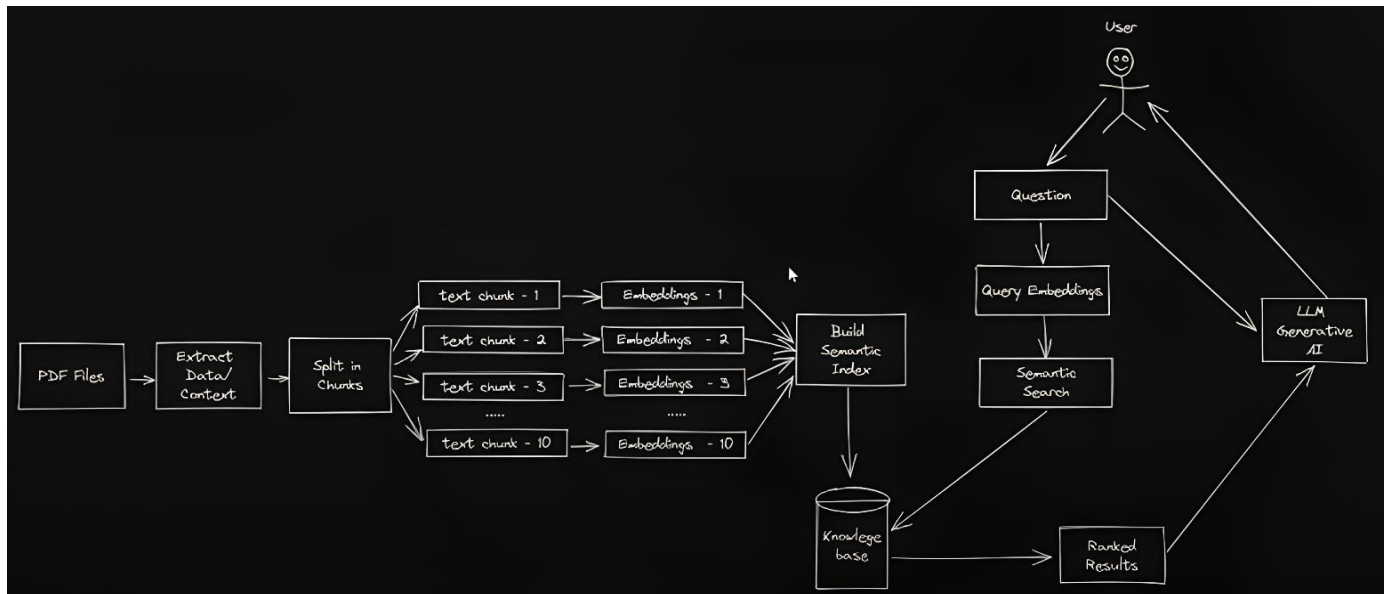 User
Question
Query Embeddings
Semantic
Search
LLM
Generative
AI
PDF Files
Extract
Data/
Context
Split in
Chunks
text chunk - 1
Embeddings - 1
text chunk - 2
Embeddings - 2
text chunk - 3
Embeddings - 3
.....
.....
text chunk - 10
Embeddings - 10
Build
Semantic
Index
Knowlege
base
Ranked
Results